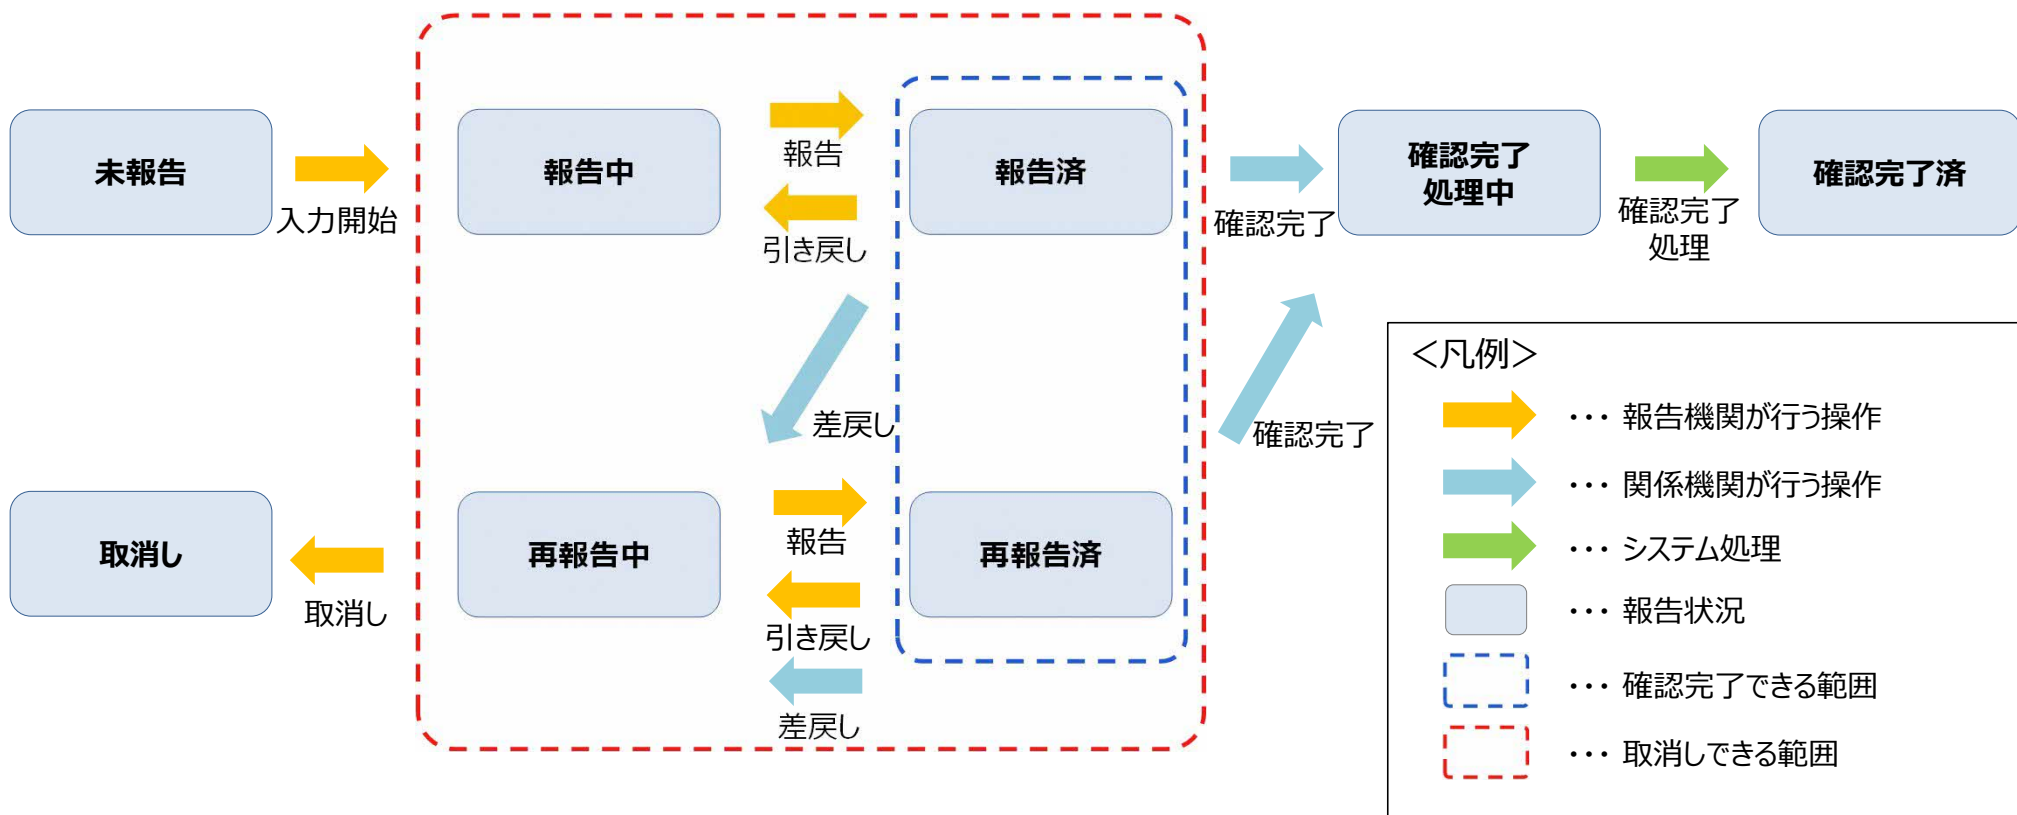 未報告
入力開始
報告中
報告
引き戻し
報告済
確認完了
確認完了
処理中
確認完了
処理
確認完了済
差戻し
確認完了
取消し
取消し
再報告中
報告
引き戻し
差戻し
再報告済
＜凡例＞
・・・ 報告機関が行う操作
・・・ 関係機関が行う操作
・・・ システム処理
・・・ 報告状況
・・・ 確認完了できる範囲
・・・ 取消しできる範囲